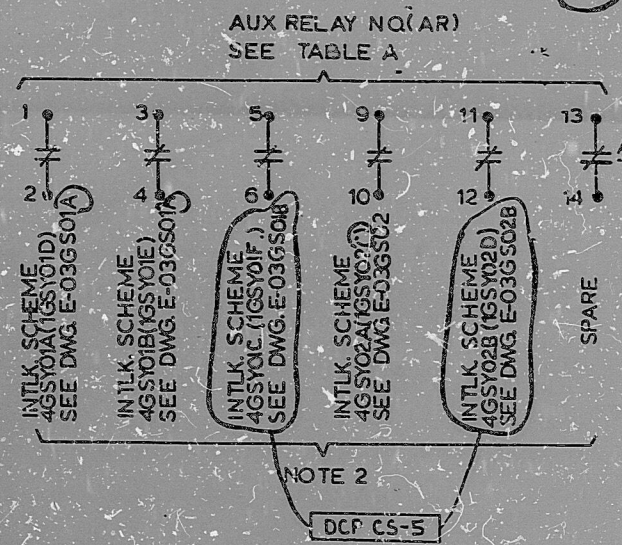 AUX RELAY NO(AR)
SEE TABLE A
1 3 5 9 11 13
2 4 6 10 12 14
INTLK. SCHEME
4GSY01A(1GSY01D)
SEE DWG. E-03GS01A
INTLK. SCHEME
4GSY01B(1GSY01E)
SEE DWG. E-03GS01A
INTLK. SCHEME
4GSY01C(1GSY01F.)
SEE DWG. E-03GS01B
INTLK. SCHEME
SEE DWG. E-03GS02
INTLK. SCHEME
4GSY02B(1GSY02D)
SEE DWG. E-03GS02B
SPARE
NOTE 2
DCP CS-5